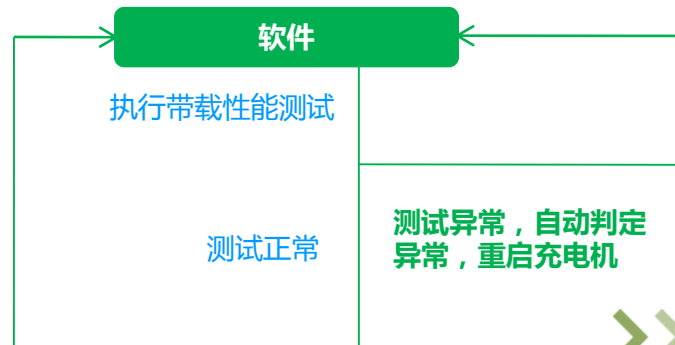 软件
执行带载性能测试
测试正常
测试异常，自动判定
异常，重启充电机